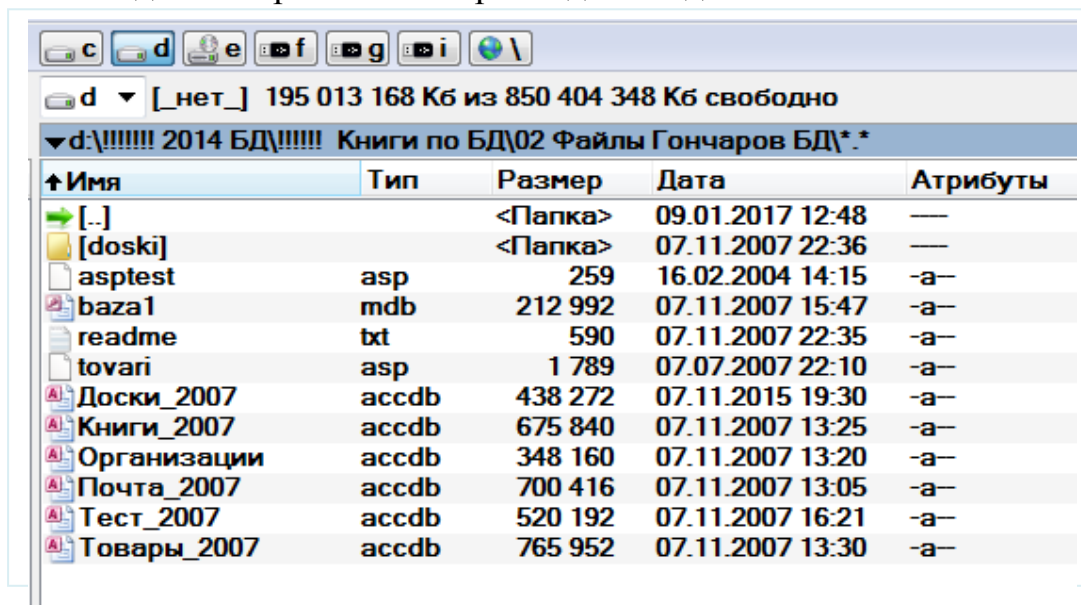 c d e f g i \
d [_нет_] 195 013 168 Кб из 850 404 348 Кб свободно
d:\!!!!!!! 2014 БД\!!!!!! Книги по БД\02 Файлы Гончаров БД\*.*
Имя Тип Размер Дата Атрибуты
[..] <Папка> 09.01.2017 12:48 ----
[doski] <Папка> 07.11.2007 22:36 ----
asptest asp 259 16.02.2004 14:15 -a--
baza1 mdb 212 992 07.11.2007 15:47 -a--
readme txt 590 07.11.2007 22:35 -a--
tovari asp 1 789 07.07.2007 22:10 -a--
Доски_2007 accdb 438 272 07.11.2015 19:30 -a--
Книги_2007 accdb 675 840 07.11.2007 13:25 -a--
Организации accdb 348 160 07.11.2007 13:20 -a--
Почта_2007 accdb 700 416 07.11.2007 13:05 -a--
Тест_2007 accdb 520 192 07.11.2007 16:21 -a--
Товары_2007 accdb 765 952 07.11.2007 13:30 -a--